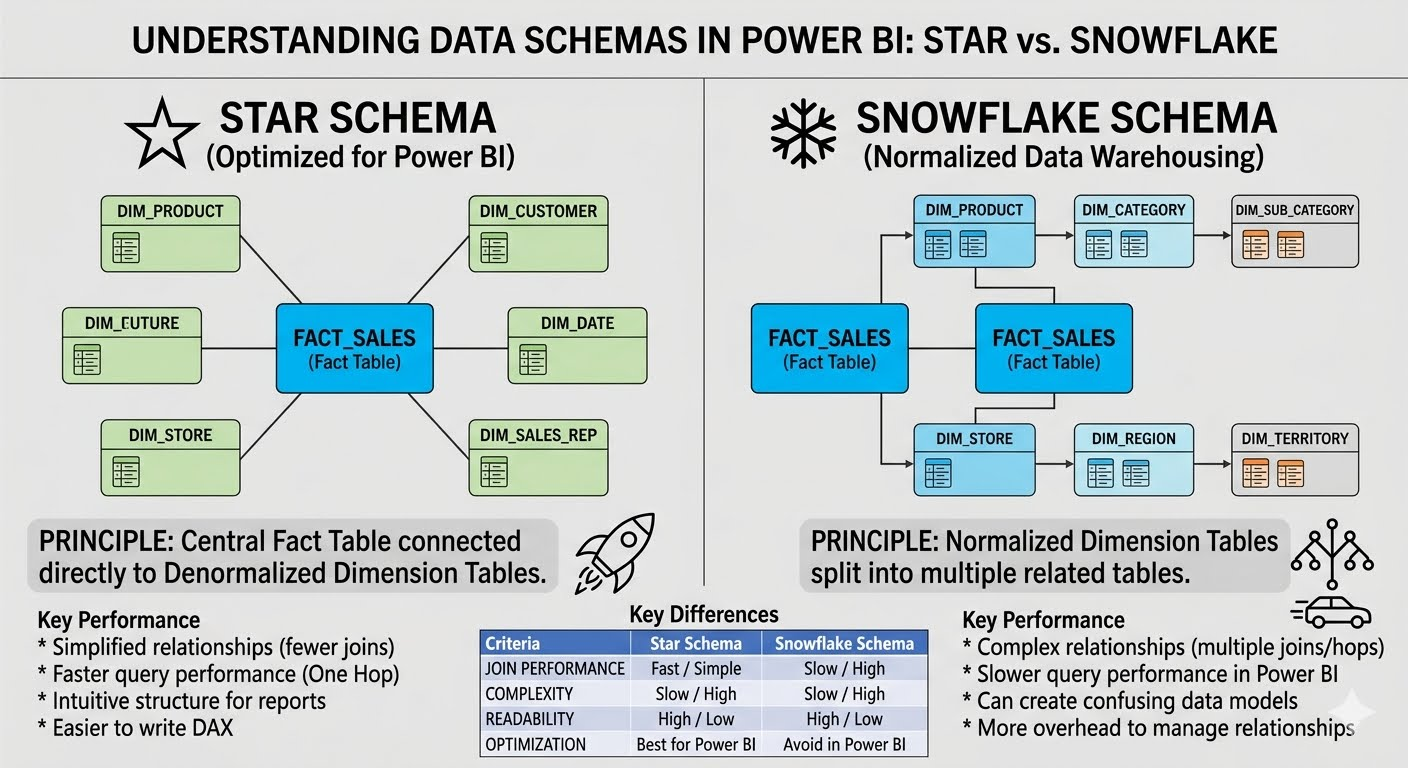 UNDERSTANDING DATA SCHEMAS IN POWER BI: STAR vs. SNOWFLAKE
STAR SCHEMA
(Optimized for Power BI)
DIM_PRODUCT
DIM_CUSTOMER
DIM_EUTURE
FACT_SALES
(Fact Table)
DIM_DATE
DIM_STORE
DIM_SALES_REP
PRINCIPLE: Central Fact Table connected
directly to Denormalized Dimension Tables.
Key Performance
* Simplified relationships (fewer joins)
* Faster query performance (One Hop)
* Intuitive structure for reports
* Easier to write DAX
SNOWFLAKE SCHEMA
(Normalized Data Warehousing)
DIM_PRODUCT
DIM_CATEGORY
DIM_SUB_CATEGORY
FACT_SALES
(Fact Table)
FACT_SALES
(Fact Table)
DIM_STORE
DIM_REGION
DIM_TERRITORY
PRINCIPLE: Normalized Dimension Tables
split into multiple related tables.
Key Differences
Criteria Star Schema Snowflake Schema
JOIN PERFORMANCE Fast / Simple Slow / High
COMPLEXITY Slow / High Slow / High
READABILITY High / Low High / Low
OPTIMIZATION Best for Power BI Avoid in Power BI
Key Performance
* Complex relationships (multiple joins/hops)
* Slower query performance in Power BI
* Can create confusing data models
* More overhead to manage relationships